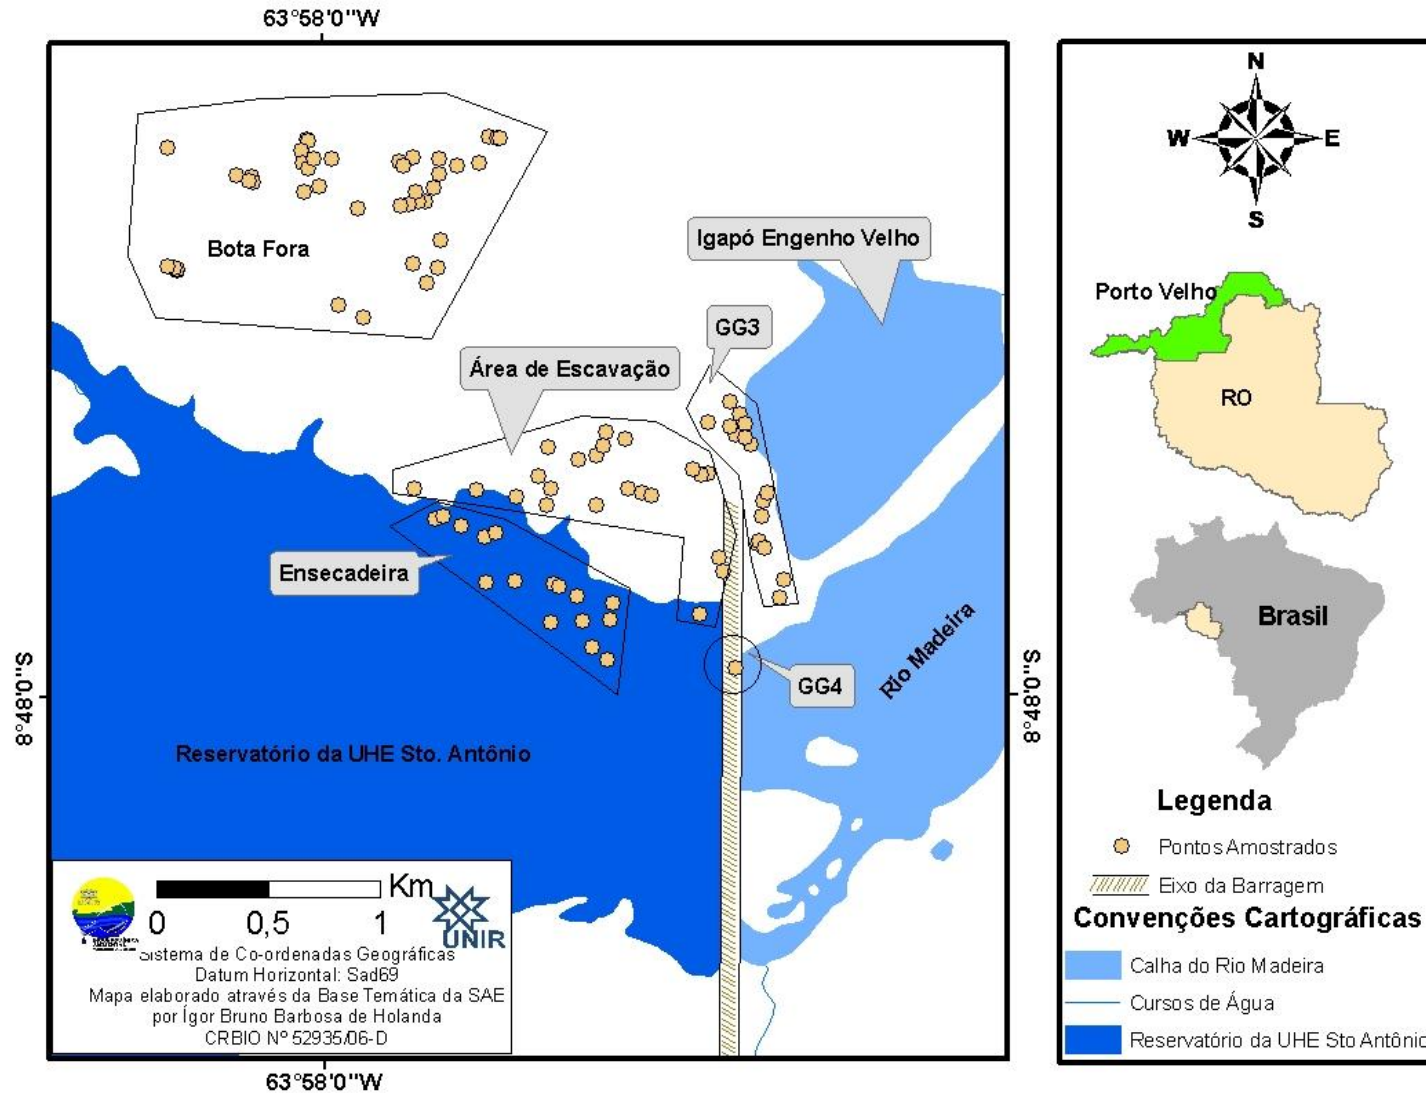 63°58'0"W
Bota Fora
Igapó Engenho Velho
GG3
Área de Escavação
Ensecadeira
GG4
Rio Madeira
8°48'0"S
8°48'0"S
Reservatório da UHE Sto. Antônio
Km
0 0,5 1
UNIR
Sistema de Co-ordenadas Geográficas
Datum Horizontal: Sad69
Mapa elaborado através da Base Temática da SAE
por Ígor Bruno Barbosa de Holanda
CRBIO Nº 52935/06-D
63°58'0"W
N
W E
S
Porto Velho
RO
Brasil
Legenda
Pontos Amostrados
Eixo da Barragem
Convenções Cartográficas
Calha do Rio Madeira
Cursos de Água
Reservatório da UHE Sto Antônio